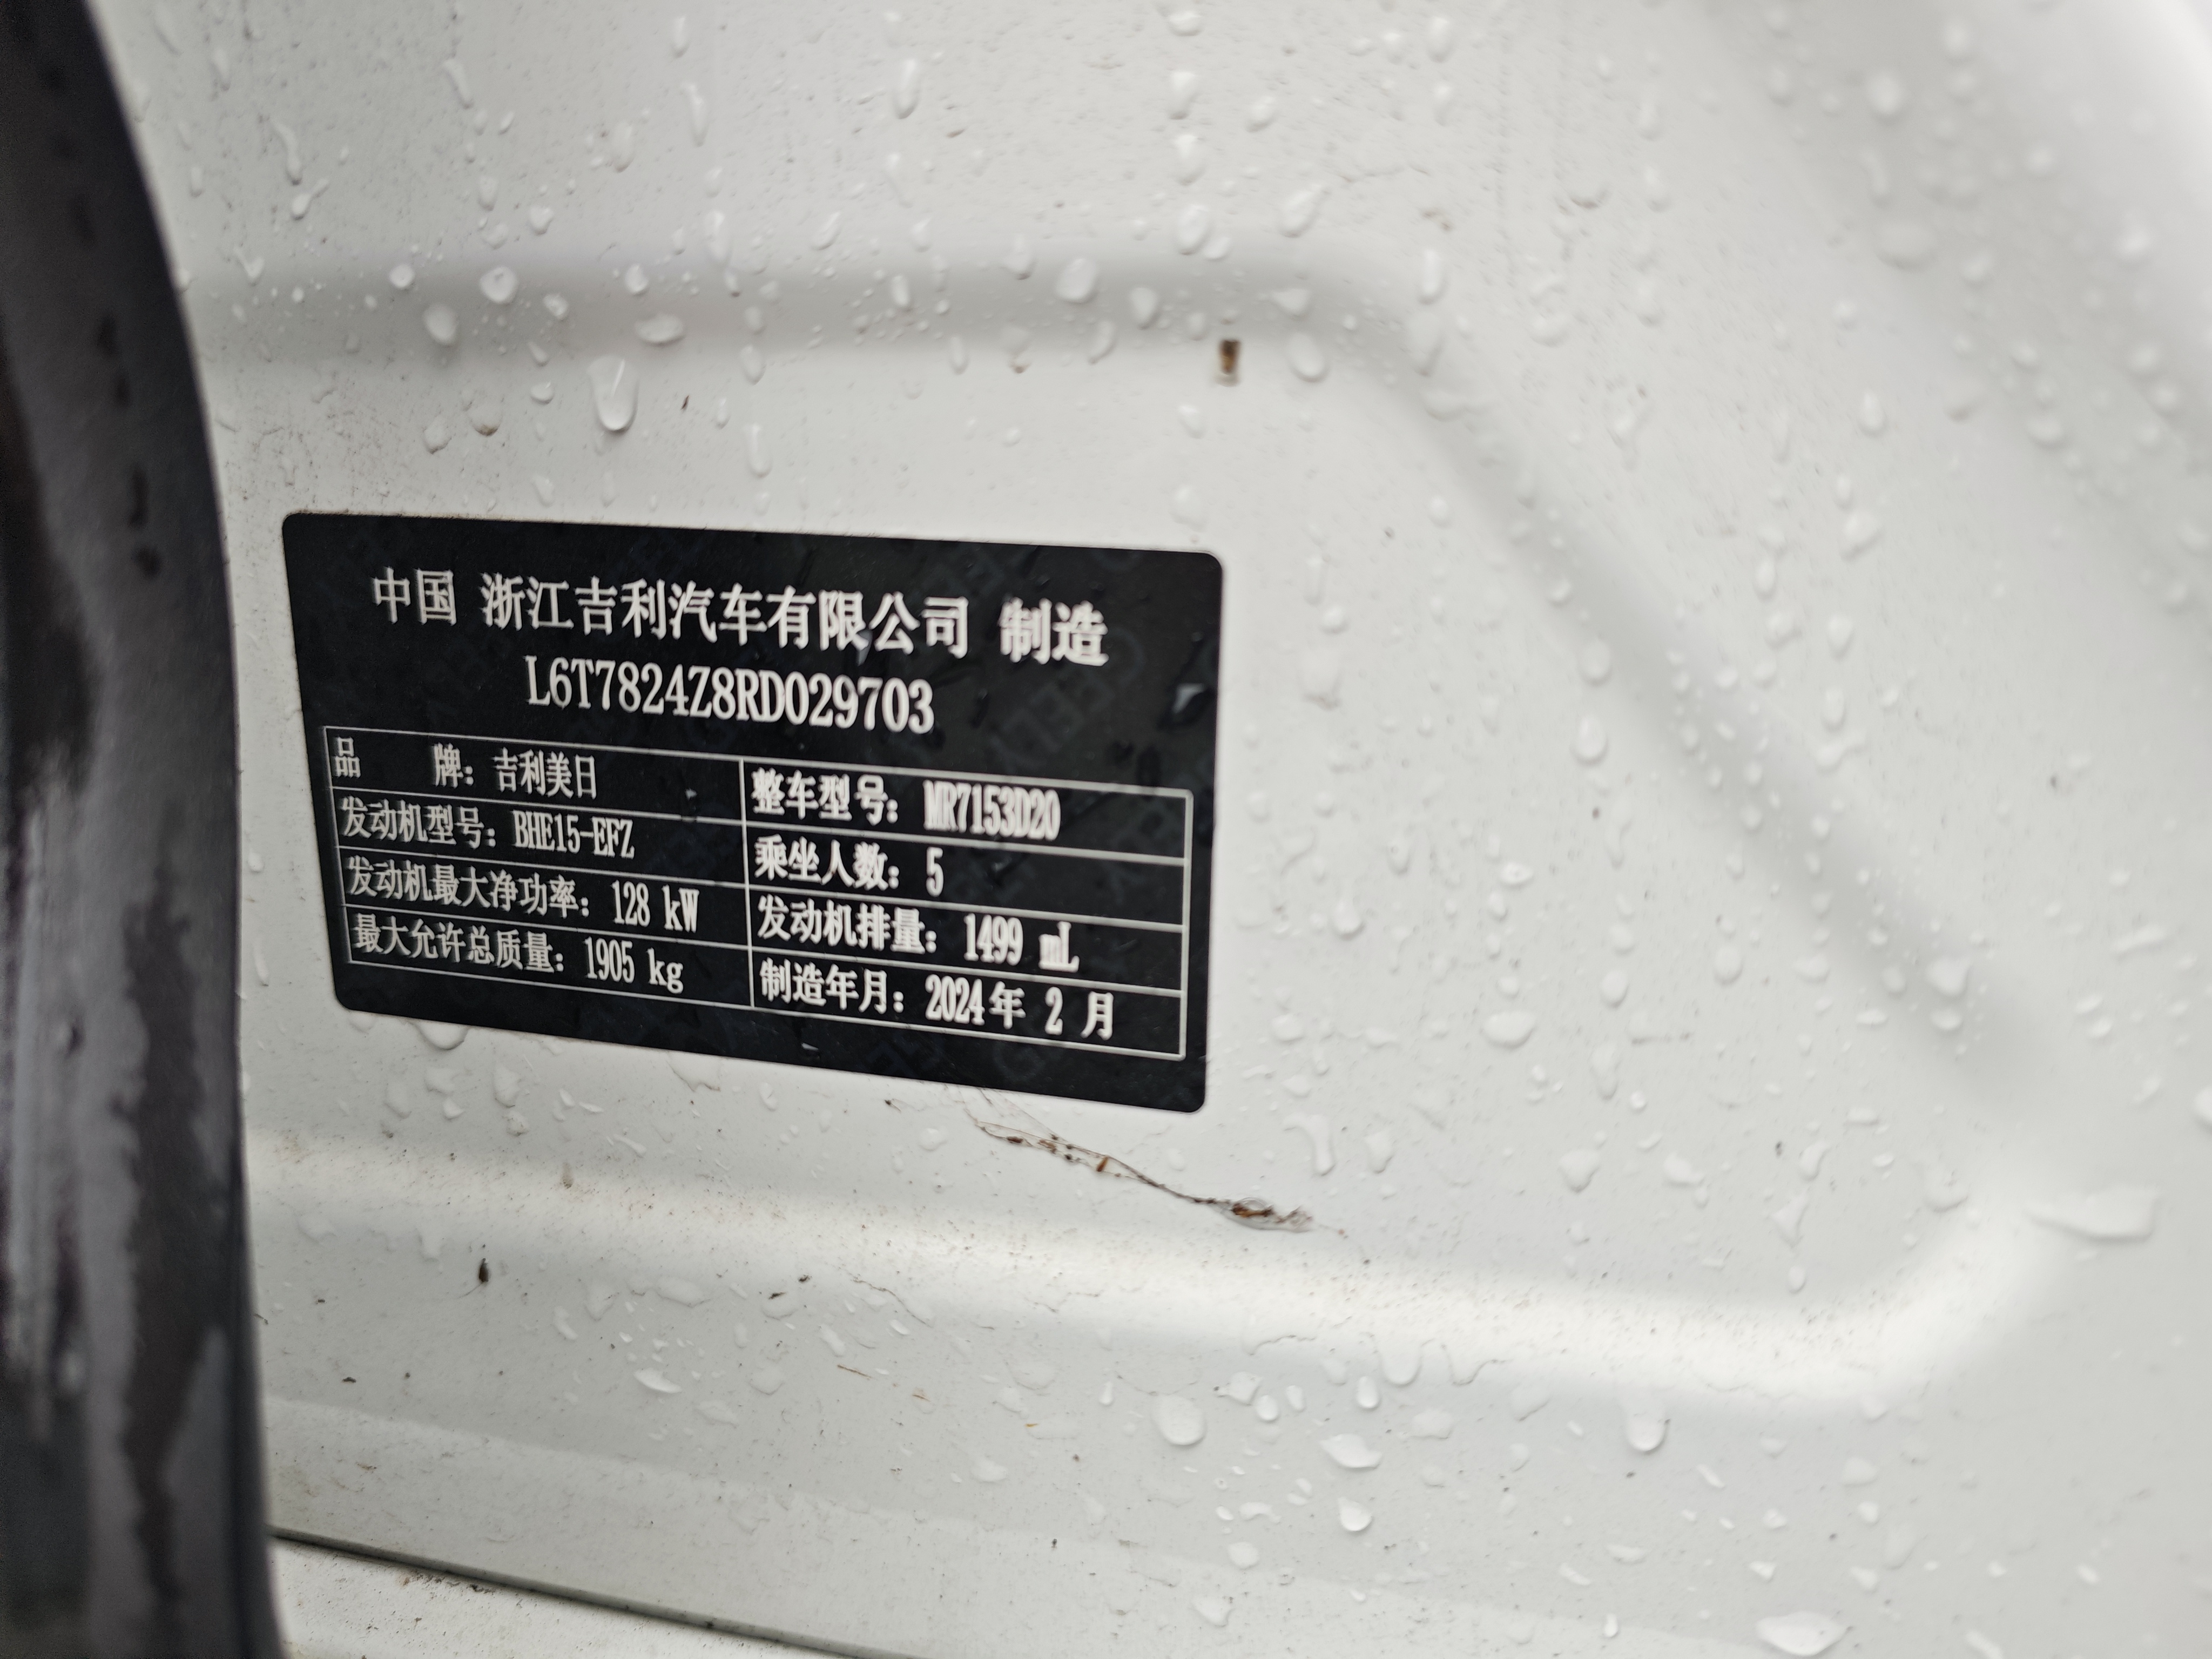 中国 浙江吉利汽车有限公司 制造
L6T7824Z8RD029703
品 牌：吉利美日 整车型号：MR7153D20
发动机型号：BHE15-EFZ 乘坐人数：5
发动机最大净功率：128 kW 发动机排量：1499 mL
最大允许总质量：1905 kg 制造年月：2024年 2 月